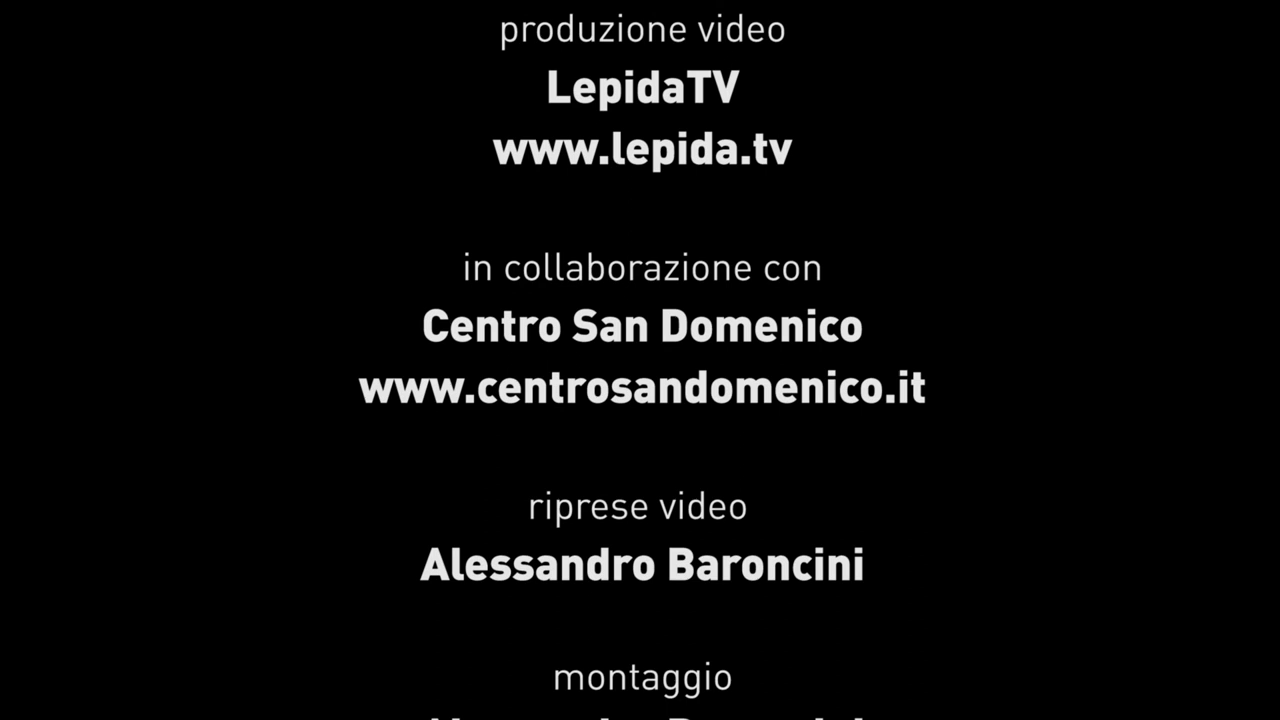 produzione video
LepidaTV
www.lepida.tv
in collaborazione con
Centro San Domenico
www.centrosandomenico.it
riprese video
Alessandro Baroncini
montaggio